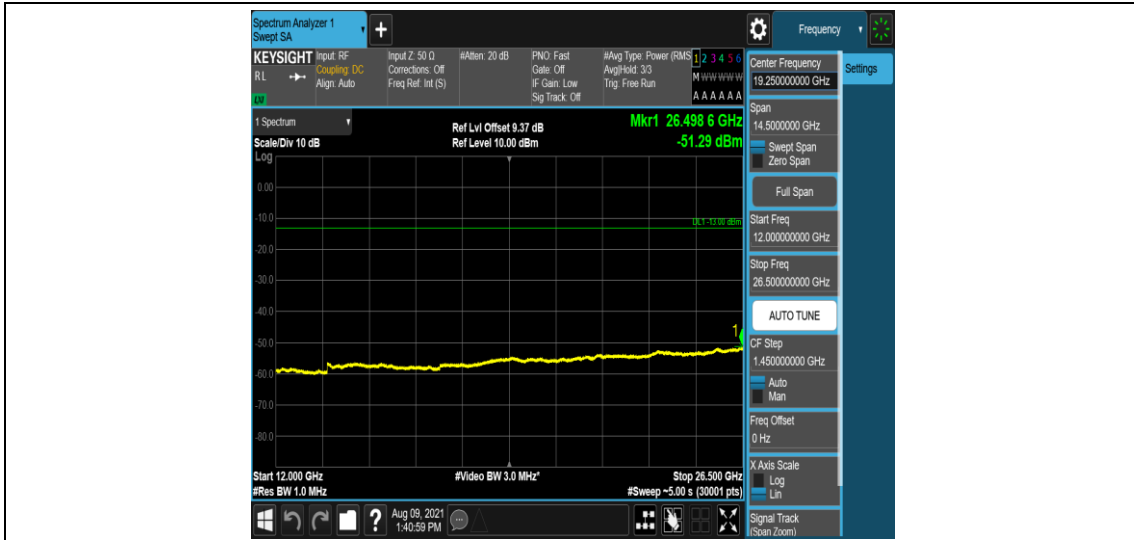 Spectrum Analyzer 1
Swept SA
Frequency
KEYSIGHT
RL
Input: RF
Coupling: DC
Align: Auto
Input Z: 50 Ω
Corrections: Off
Freq Ref: Int (S)
#Atten: 20 dB
PNO: Fast
Gate: Off
IF Gain: Low
Sig Track: Off
#Avg Type: Power (RMS
Avg|Hold: 3/3
Trig: Free Run
1 2 3 4 5 6
M W W W W W
A A A A A A
Center Frequency
19.250000000 GHz
Settings
Span
14.5000000 GHz
Swept Span
Zero Span
Full Span
Start Freq
12.000000000 GHz
Stop Freq
26.500000000 GHz
AUTO TUNE
CF Step
1.450000000 GHz
Auto
Man
Freq Offset
0 Hz
X Axis Scale
Log
Lin
Signal Track
(Span Zoom)
1 Spectrum
Scale/Div 10 dB
Log
Ref Lvl Offset 9.37 dB
Ref Level 10.00 dBm
Mkr1 26.498 6 GHz
-51.29 dBm
0.00
-10.0
DL1 -13.00 dBm
-20.0
-30.0
-40.0
1
-50.0
-60.0
-70.0
-80.0
Start 12.000 GHz
#Res BW 1.0 MHz
#Video BW 3.0 MHz*
Stop 26.500 GHz
#Sweep ~5.00 s (30001 pts)
?
Aug 09, 2021
1:40:59 PM